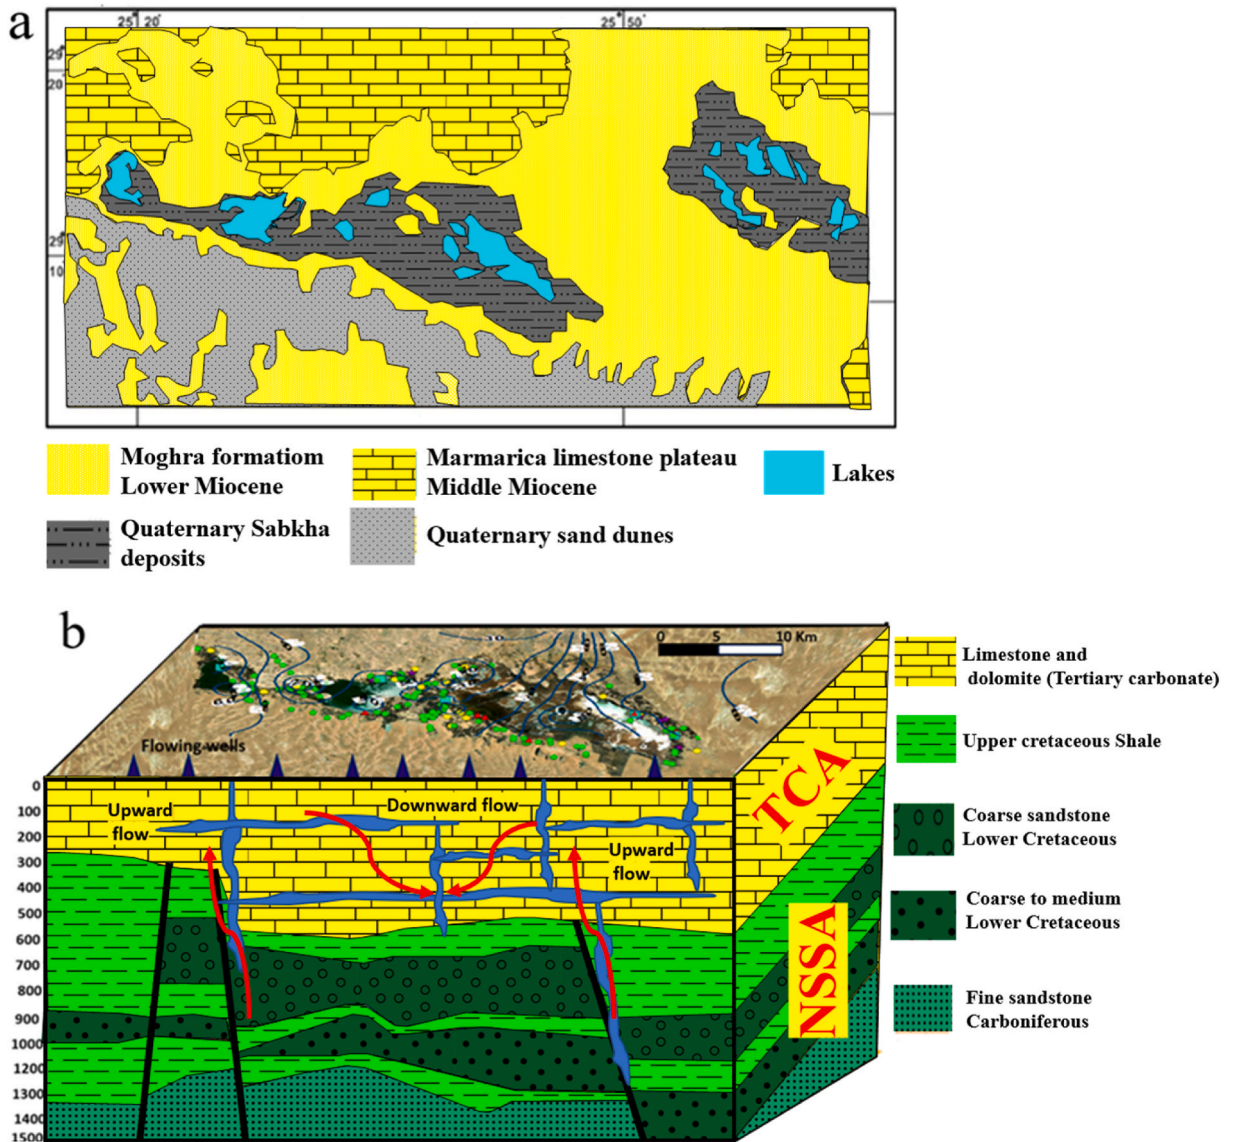 a
25° 20'
25° 50'
29°
20'
29°
10'
Moghra formatiom
Lower Miocene
Marmarica limestone plateau
Middle Miocene
Lakes
Quaternary Sabkha
deposits
Quaternary sand dunes
b
0 5 10 Km
Flowing wells
0
100
200
300
400
500
600
700
800
900
1000
1200
1300
1400
1500
Upward
flow
Downward flow
Upward
flow
TCA
NSSA
Limestone and
dolomite (Tertiary carbonate)
Upper cretaceous Shale
Coarse sandstone
Lower Cretaceous
Coarse to medium
Lower Cretaceous
Fine sandstone
Carboniferous